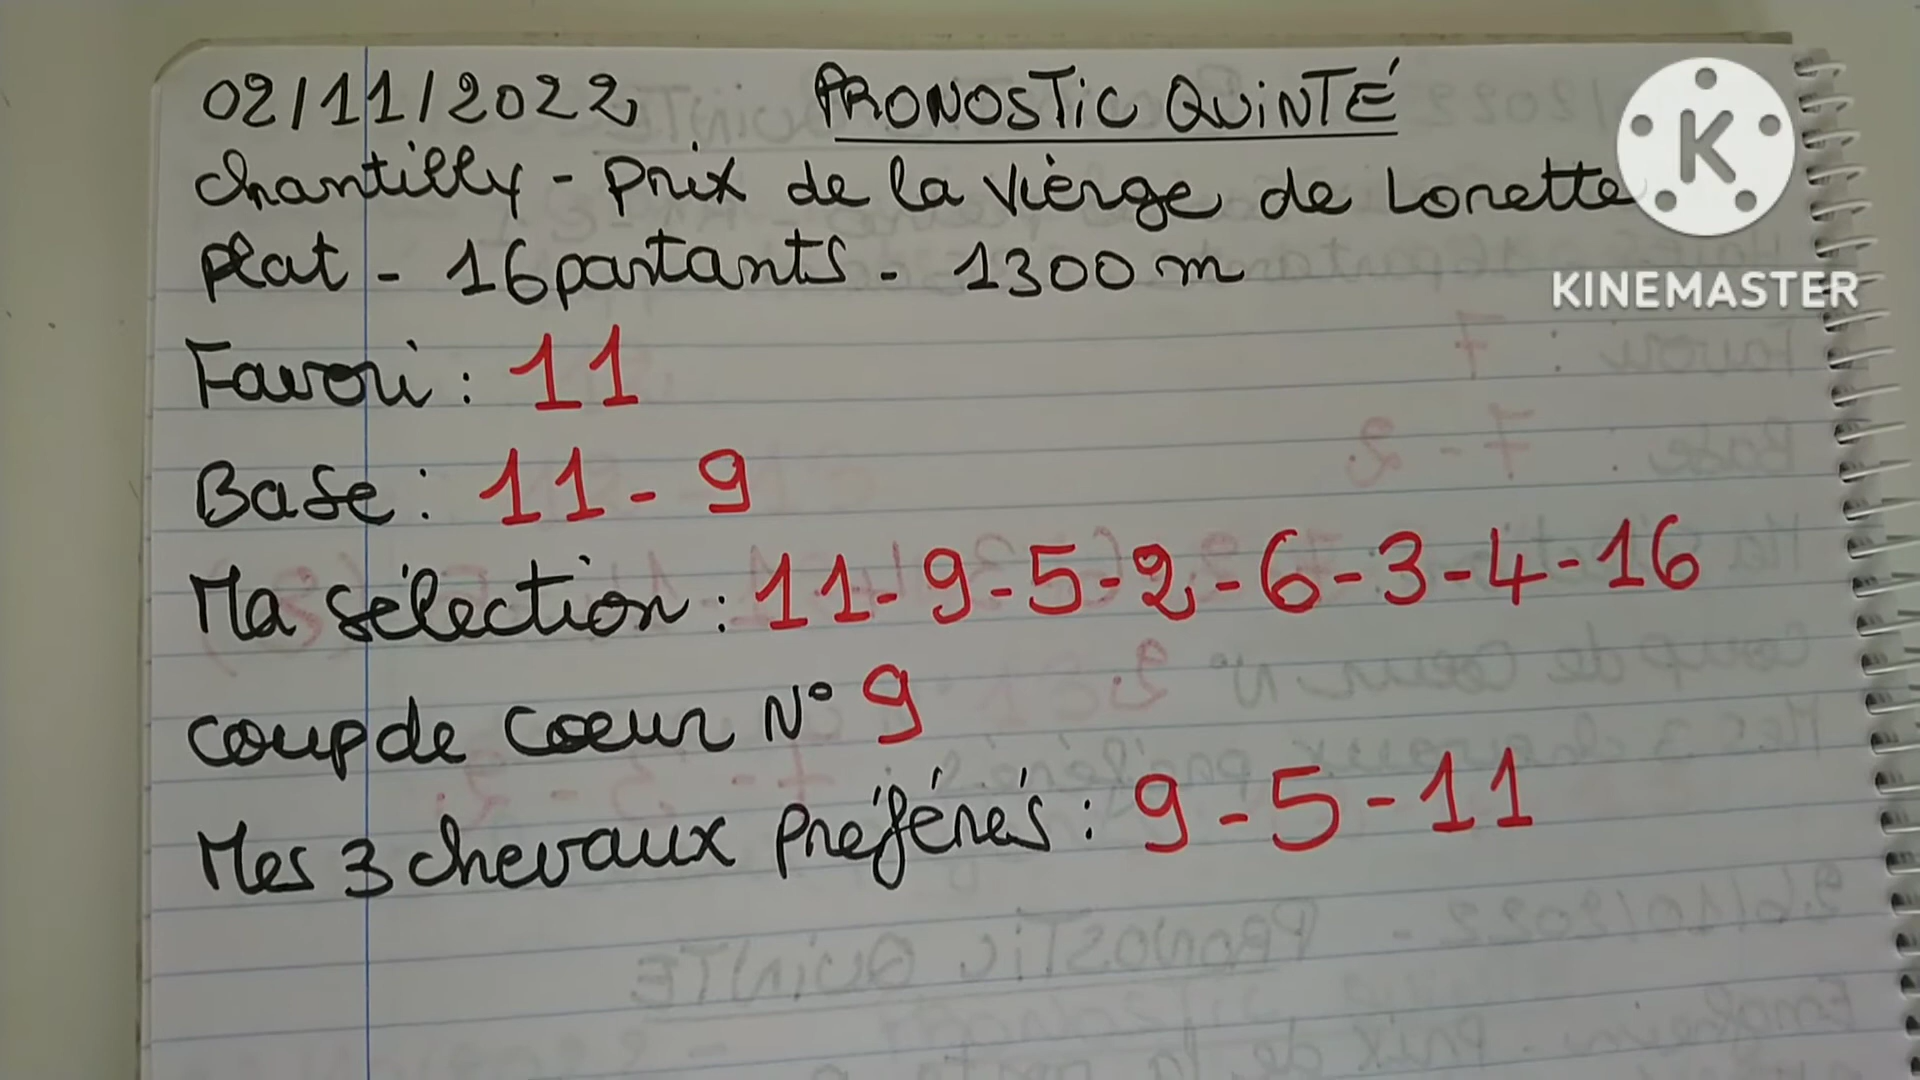 02/11/2022 PRONOSTIC QUINTÉ
Chantilly - Prix de la Vierge de Lorette
plat - 16 partants - 1300 m
Favori : 11
Base : 11 - 9
Ma sélection : 11 - 9 - 5 - 2 - 6 - 3 - 4 - 16
coup de coeur N° 9
Mes 3 chevaux préférés : 9 - 5 - 11
K
KINEMASTER